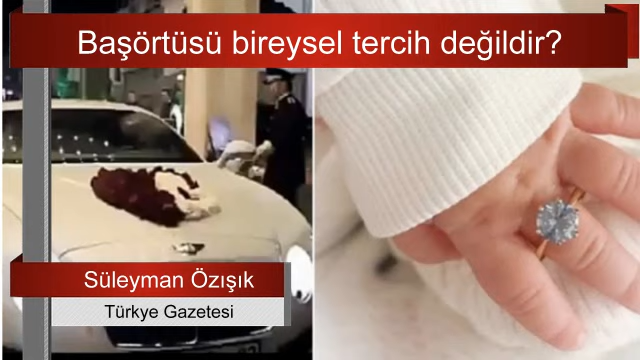 Başörtüsü bireysel tercih değildir?
Süleyman Özışık
Türkye Gazetesi